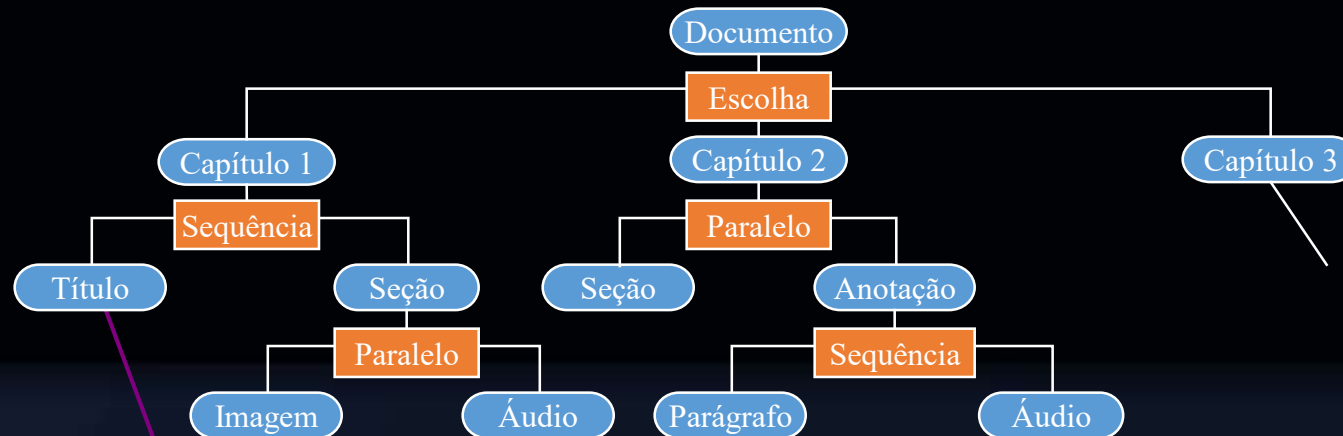 Documento
Escolha
Capítulo 1
Capítulo 2
Capítulo 3
Sequência
Paralelo
Título
Seção
Seção
Anotação
Paralelo
Sequência
Imagem
Áudio
Parágrafo
Áudio